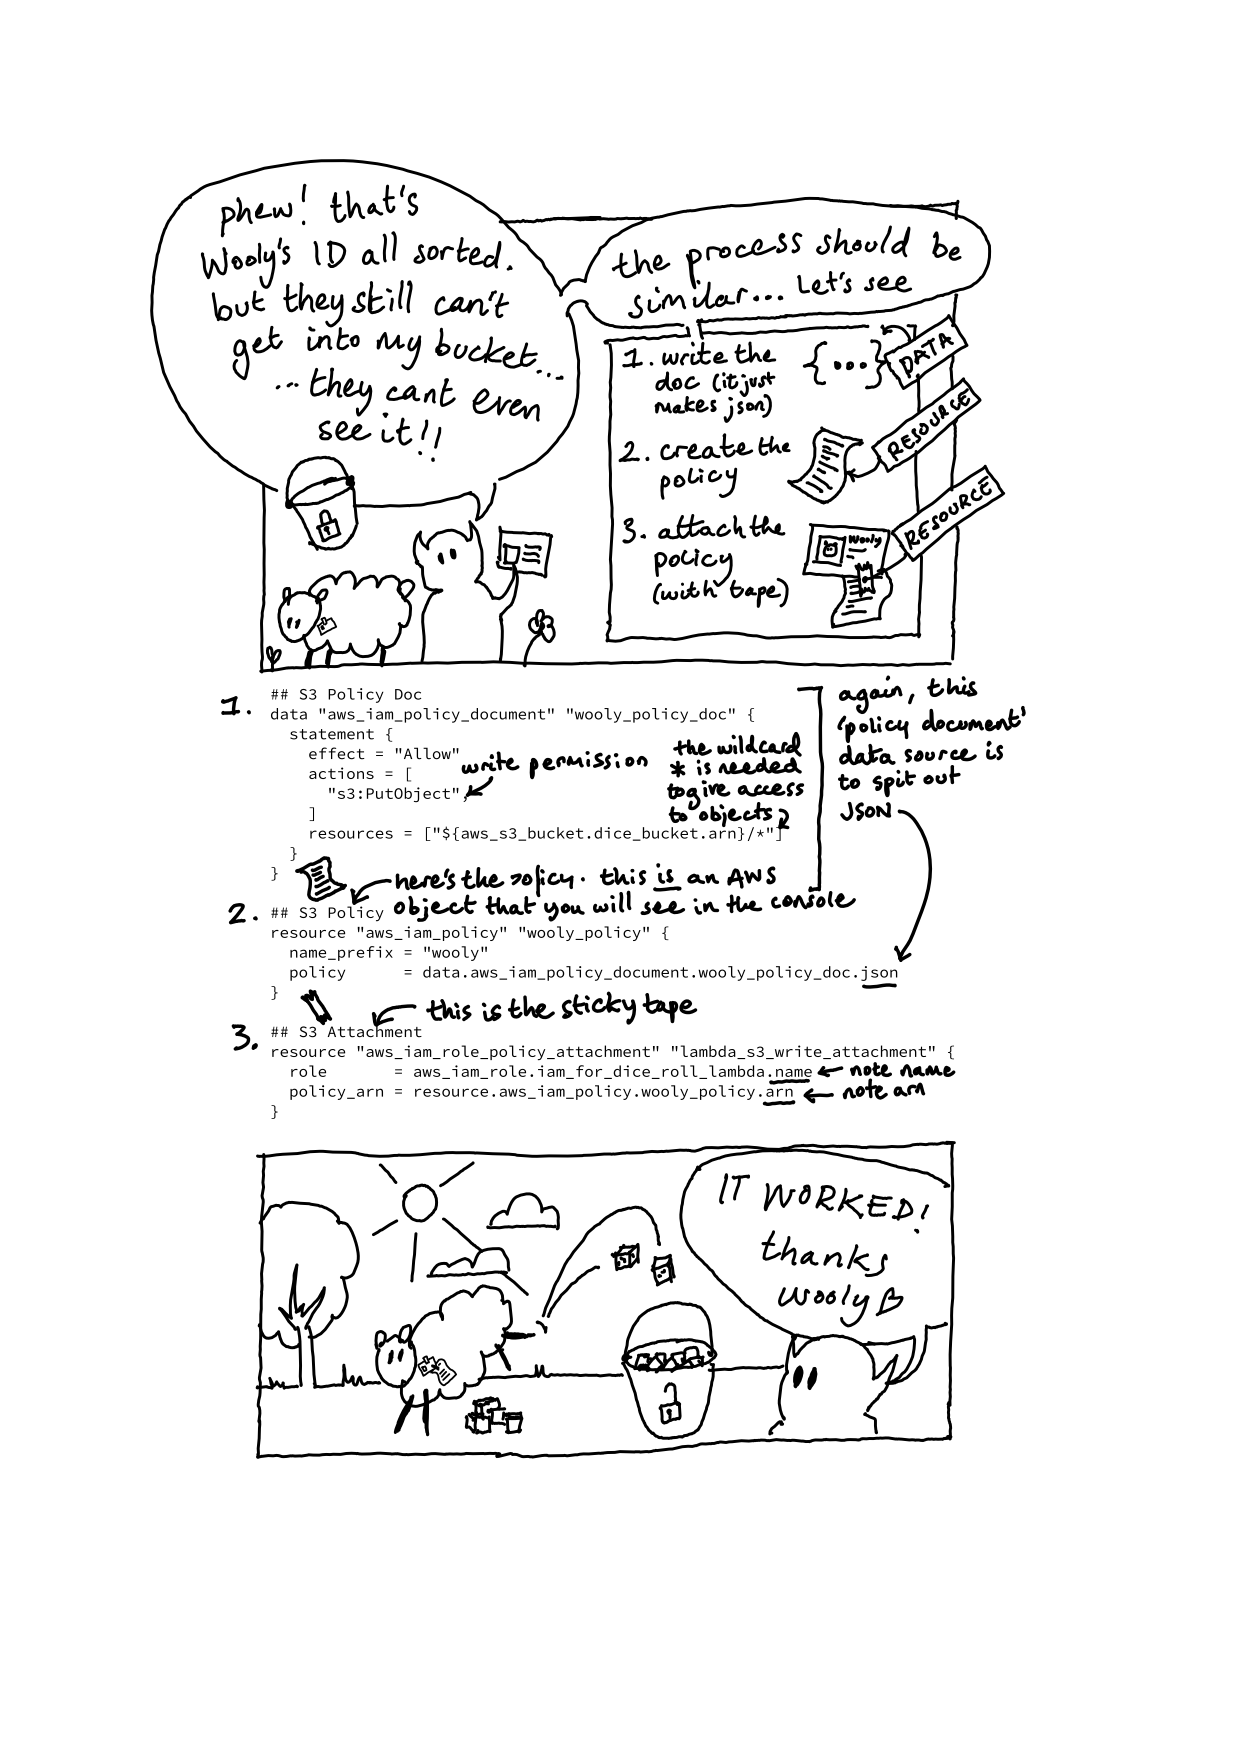 phew! that's
Wooly's ID all sorted.
but they still can't
get into my bucket...
...they cant even
see it!!
the process should be
similar... Let's see
1. write the
doc (it just
makes json)
{...}
DATA
2. create the
policy
RESOURCE
3. attach the
policy
(with tape)
Wooly
RESOURCE
1.
## S3 Policy Doc
data "aws_iam_policy_document" "wooly_policy_doc" {
  statement {
    effect = "Allow"
    actions = [
      "s3:PutObject",
    ]
    resources = ["${aws_s3_bucket.dice_bucket.arn}/*"]
  }
}
write permission
the wildcard
* is needed
to give access
to objects
again, this
'policy document'
data source is
to spit out
JSON
here's the policy. this is an AWS
object that you will see in the console
2.
## S3 Policy
resource "aws_iam_policy" "wooly_policy" {
  name_prefix = "wooly"
  policy      = data.aws_iam_policy_document.wooly_policy_doc.json
}
this is the sticky tape
3.
## S3 Attachment
resource "aws_iam_role_policy_attachment" "lambda_s3_write_attachment" {
  role       = aws_iam_role.iam_for_dice_roll_lambda.name
note name
  policy_arn = resource.aws_iam_policy.wooly_policy.arn
note arn
}
IT WORKED!
thanks
wooly